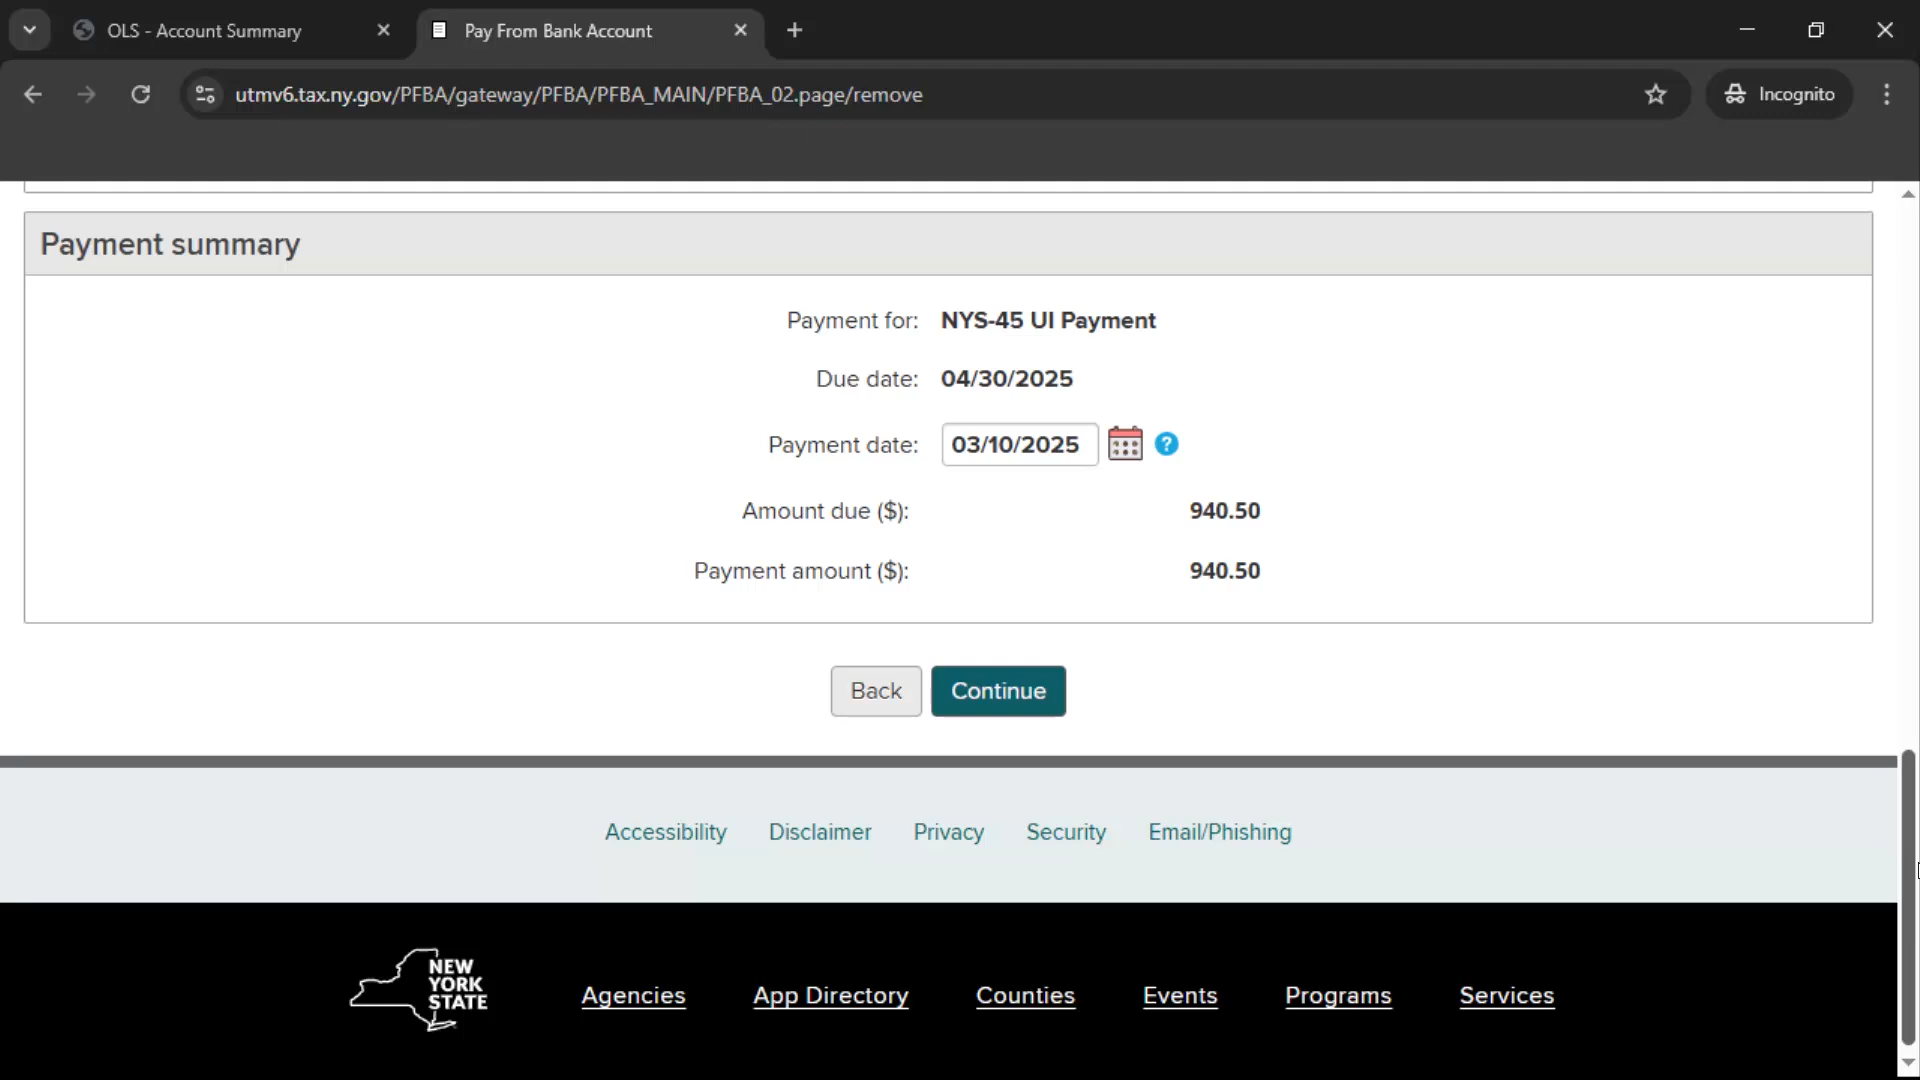 OLS - Account Summary
Pay From Bank Account
utmv6.tax.ny.gov/PFBA/gateway/PFBA/PFBA_MAIN/PFBA_02.page/remove
Incognito
Payment summary
Payment for: NYS-45 UI Payment
Due date: 04/30/2025
Payment date: 03/10/2025 ?
Amount due ($): 940.50
Payment amount ($): 940.50
Back Continue
Accessibility Disclaimer Privacy Security Email/Phishing
NEW
YORK
STATE
Agencies App Directory Counties Events Programs Services